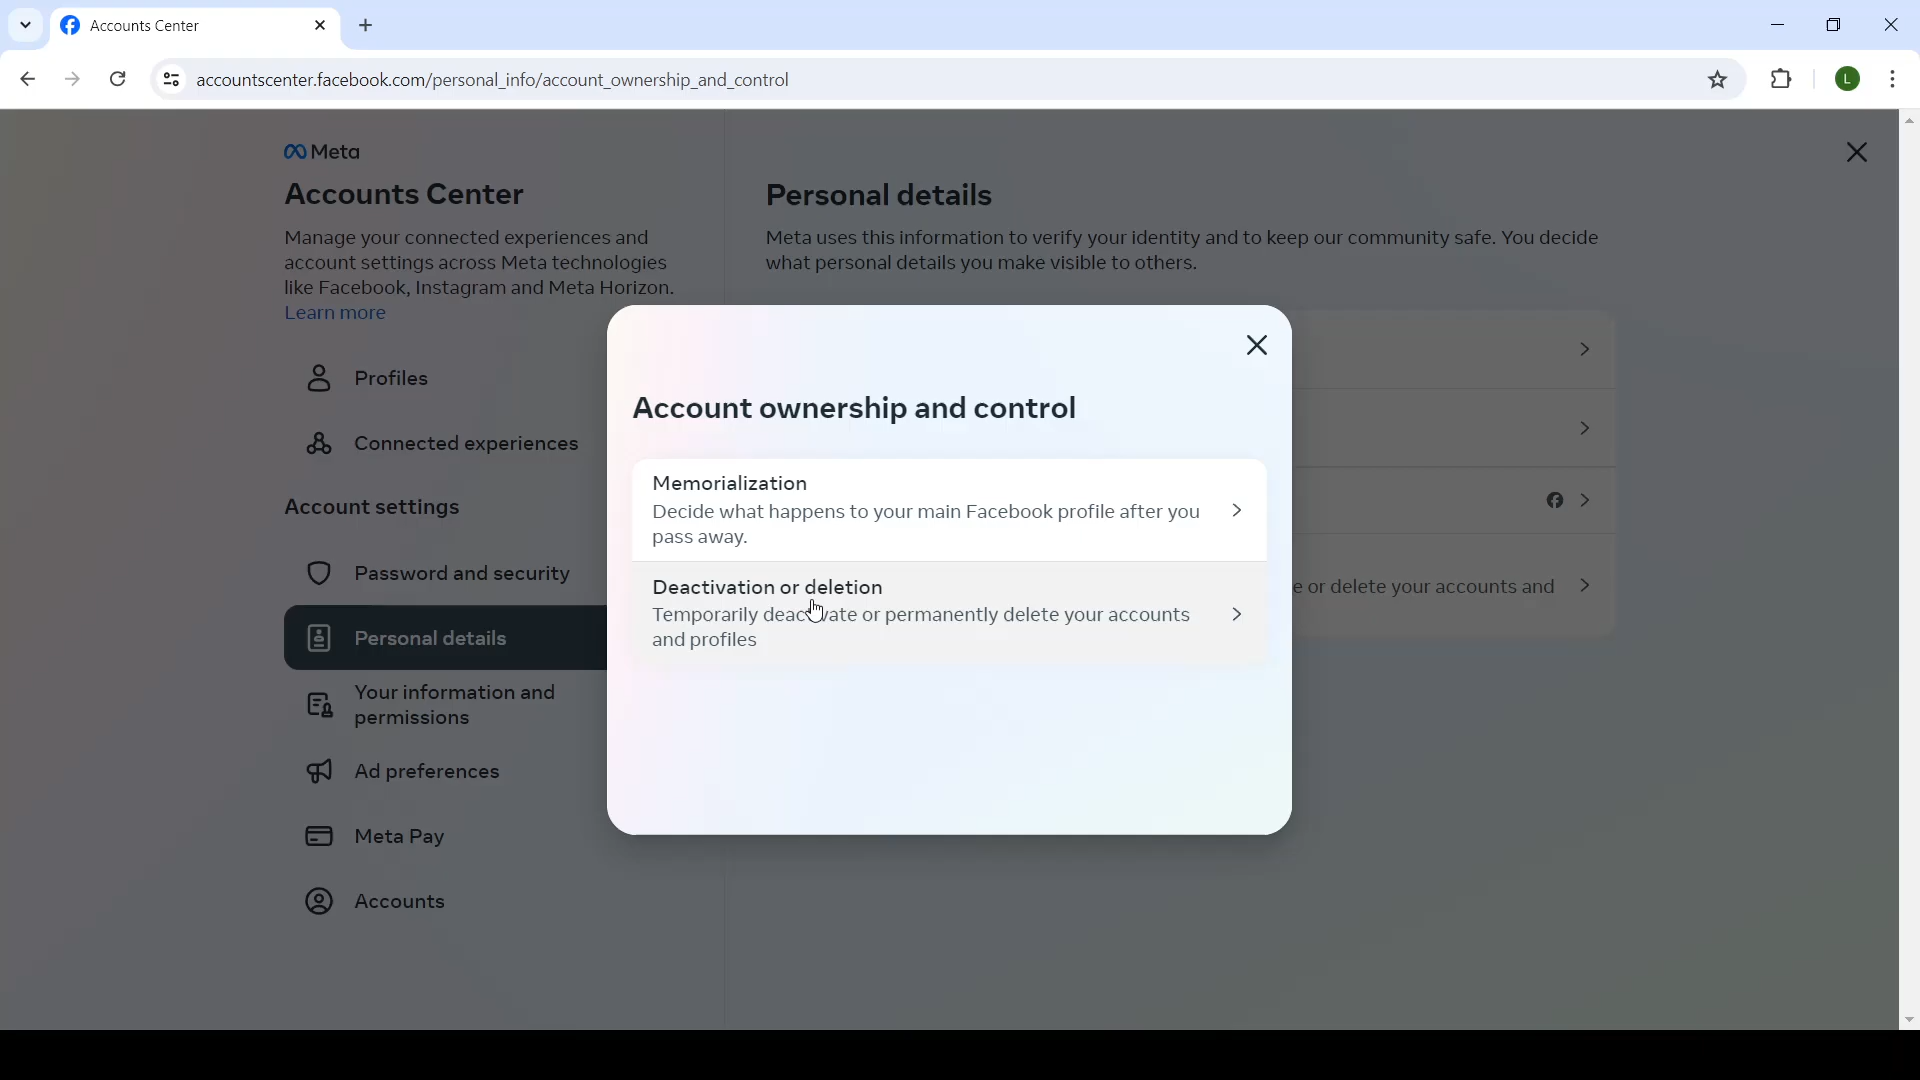 Accounts Center
accountscenter.facebook.com/personal_info/account_ownership_and_control
L
Meta
Accounts Center
Manage your connected experiences and
account settings across Meta technologies
like Facebook, Instagram and Meta Horizon.
Learn more
Profiles
Connected experiences
Account settings
Password and security
Personal details
Your information and
permissions
Ad preferences
Meta Pay
Accounts
Personal details
Meta uses this information to verify your identity and to keep our community safe. You decide
what personal details you make visible to others.
e or delete your accounts and
Account ownership and control
Memorialization
Decide what happens to your main Facebook profile after you
pass away.
Deactivation or deletion
Temporarily deactivate or permanently delete your accounts
and profiles